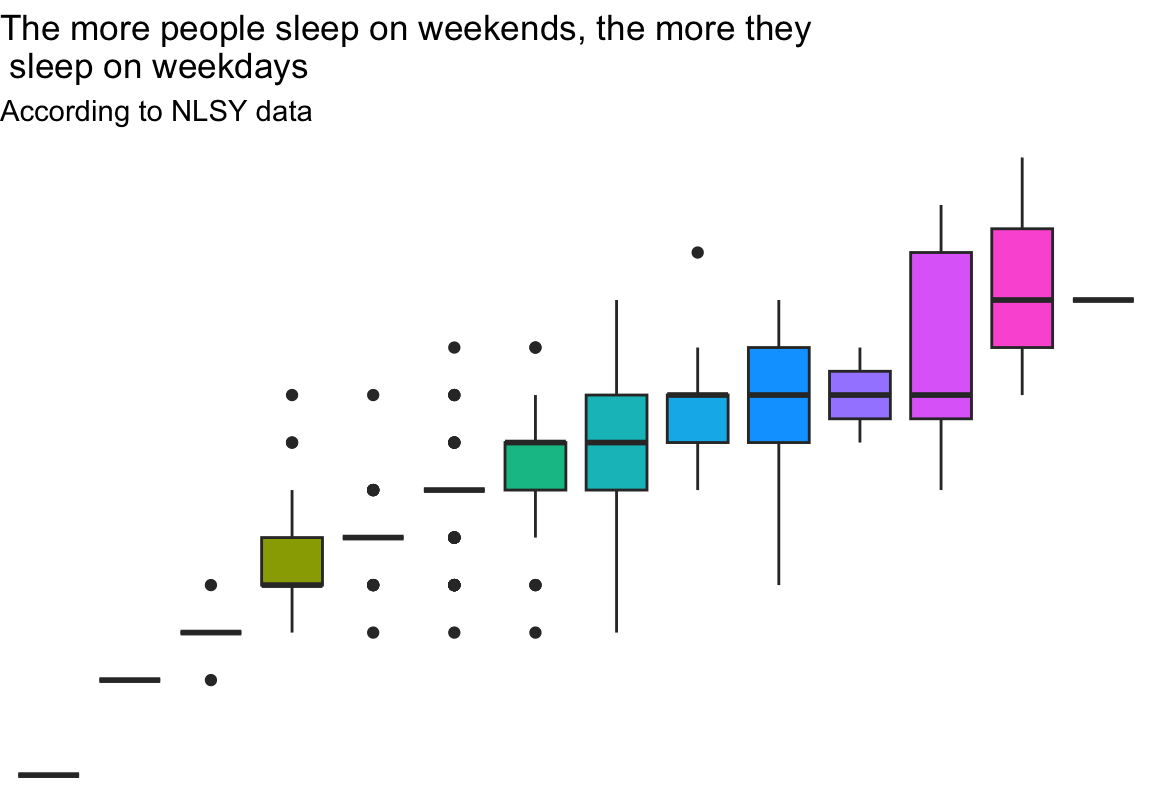 The more people sleep on weekends, the more they
sleep on weekdays
According to NLSY data